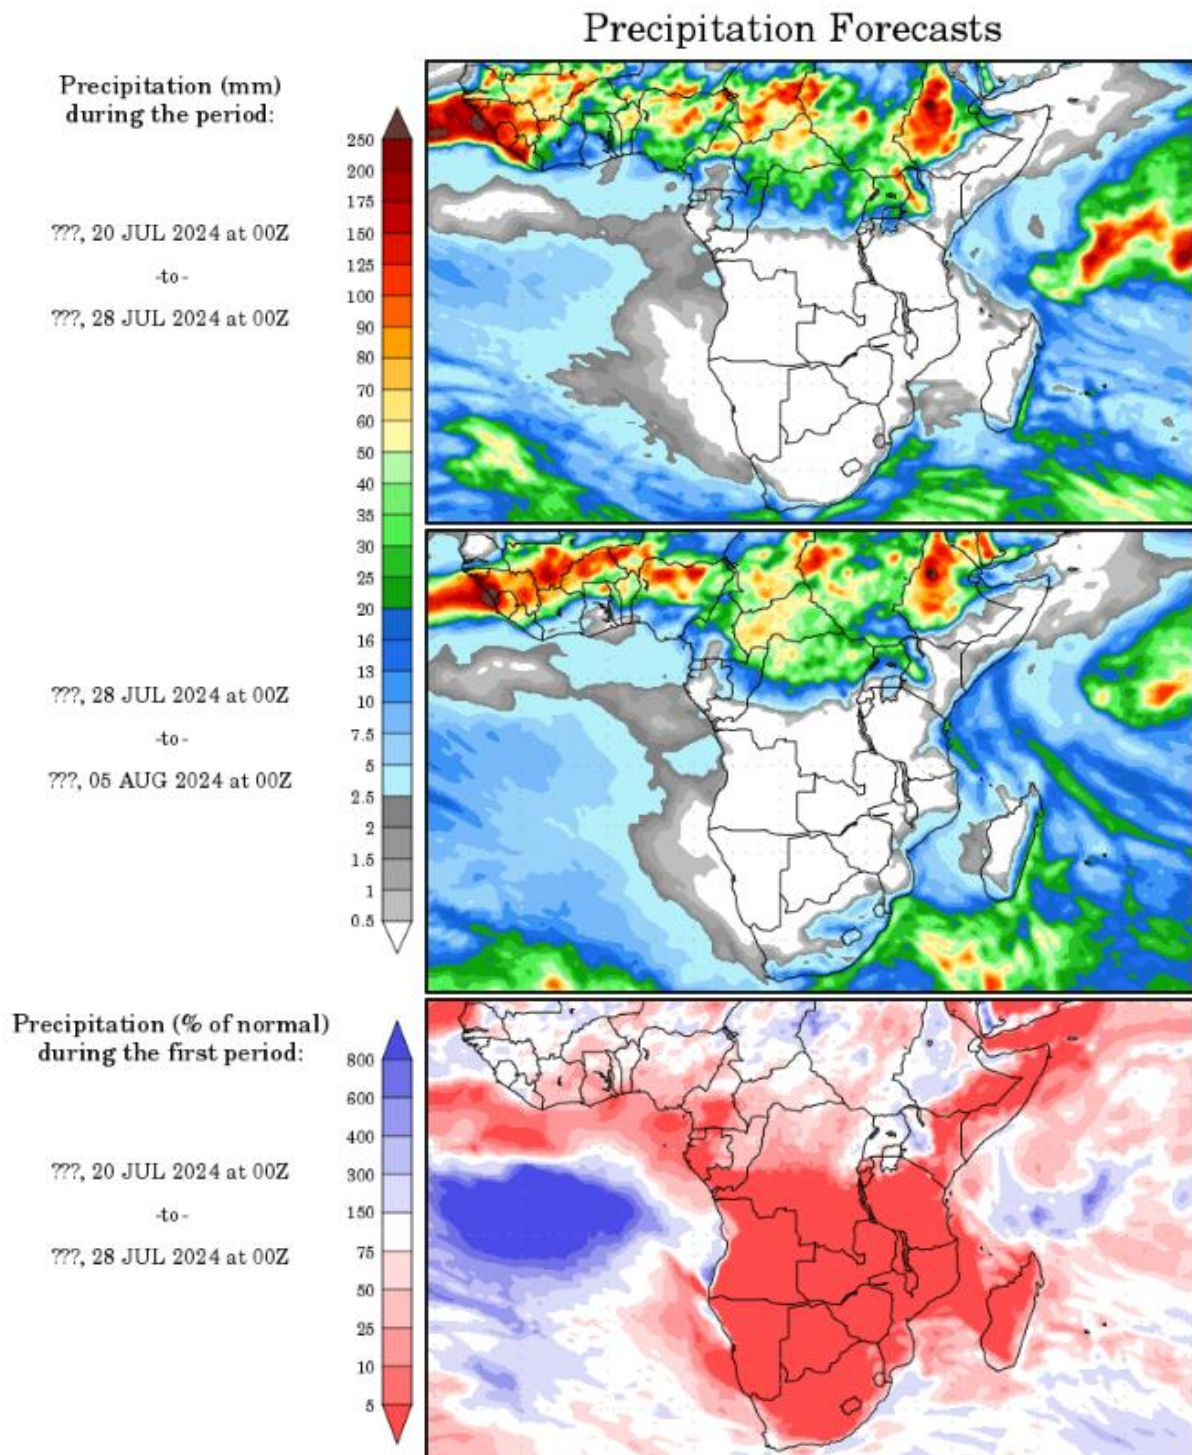 Precipitation Forecasts
Precipitation (mm)
during the period:
250
200
175
150
125
100
90
80
70
60
50
40
35
30
25
20
16
13
10
7.5
5
2.5
2
1.5
1
0.5
???, 20 JUL 2024 at 00Z
-to-
???, 28 JUL 2024 at 00Z
???, 28 JUL 2024 at 00Z
-to-
???, 05 AUG 2024 at 00Z
Precipitation (% of normal)
during the first period:
800
600
400
300
150
75
50
25
10
5
???, 20 JUL 2024 at 00Z
-to-
???, 28 JUL 2024 at 00Z